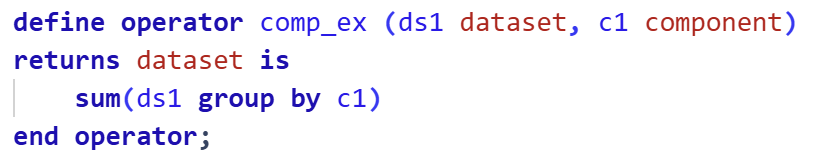 define operator comp_ex (ds1 dataset, c1 component)
returns dataset is
    sum(ds1 group by c1)
end operator;